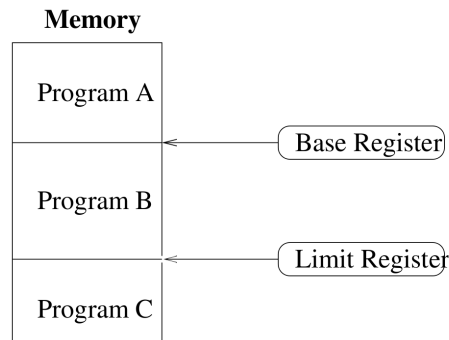 Memory
Program A
Base Register
Program B
Limit Register
Program C